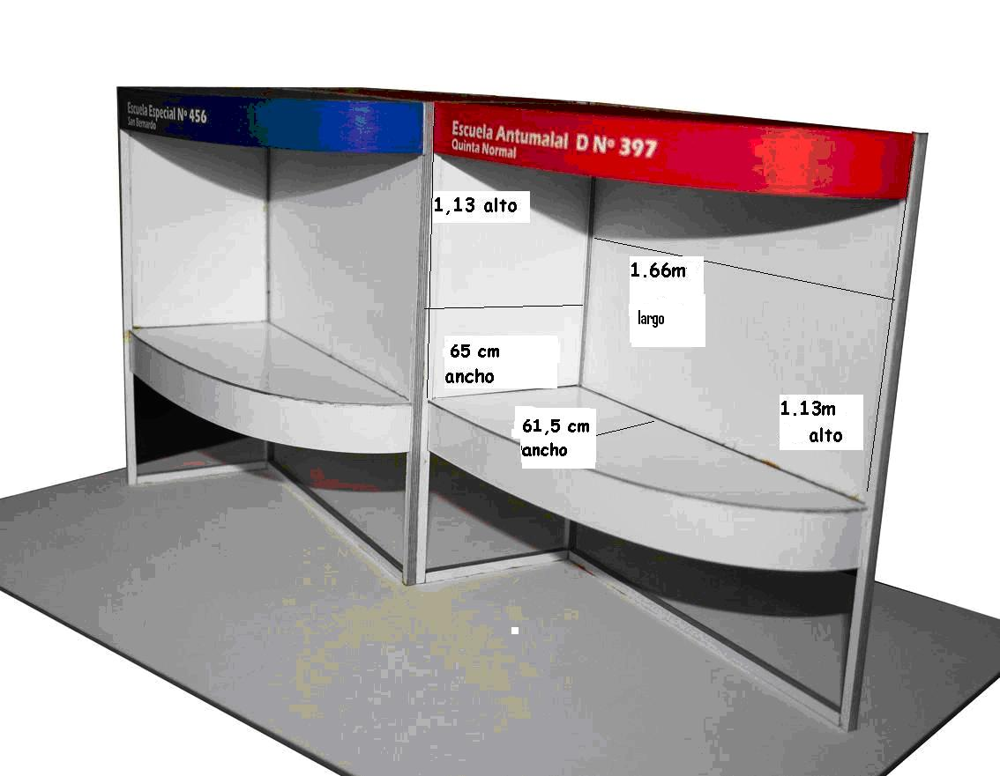 Escuela Especial Nº 456
San Bernardo
Escuela Antumalal D Nº 397
Quinta Normal
1,13 alto
1.66m
largo
65 cm
ancho
61,5 cm
ancho
1.13m
alto